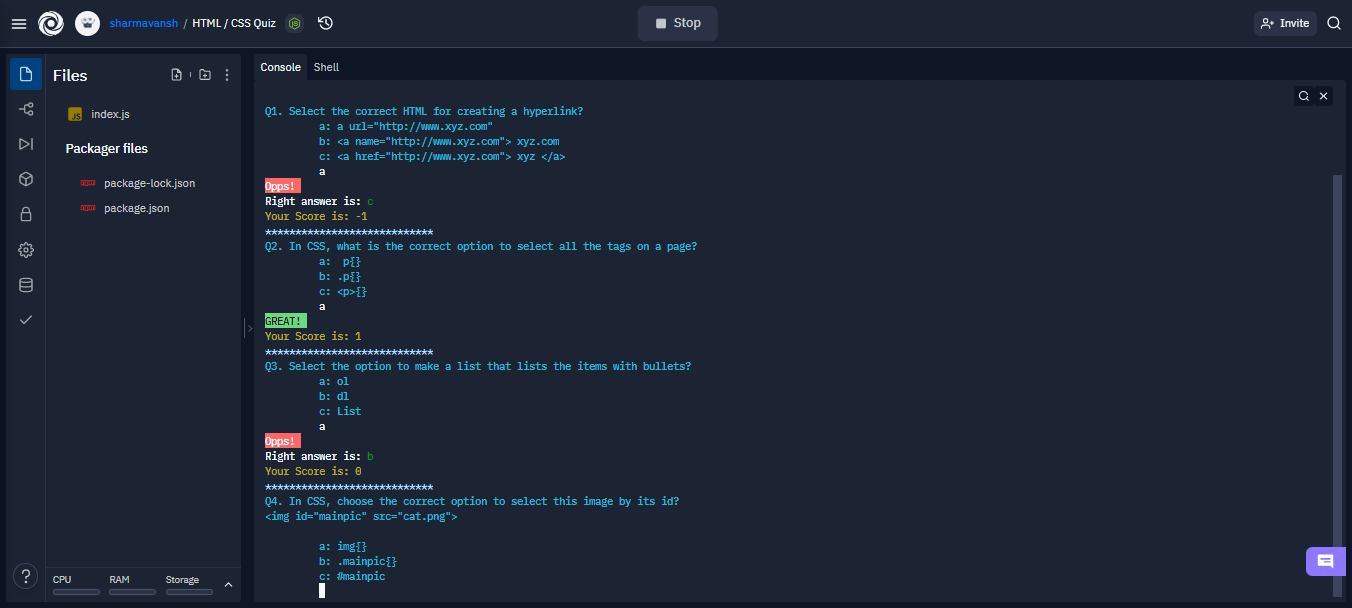 sharmavansh / HTML / CSS Quiz
Stop
Invite
Files
JS index.js
Packager files
npm package-lock.json
npm package.json
? CPU RAM Storage
Console Shell
Q1. Select the correct HTML for creating a hyperlink?
a: a url="http://www.xyz.com"
b: <a name="http://www.xyz.com"> xyz.com
c: <a href="http://www.xyz.com"> xyz </a>
a
Opps!
Right answer is: c
Your Score is: -1
****************************
Q2. In CSS, what is the correct option to select all the tags on a page?
a:  p{}
b: .p{}
c: <p>{}
a
GREAT!
Your Score is: 1
****************************
Q3. Select the option to make a list that lists the items with bullets?
a: ol
b: dl
c: List
a
Opps!
Right answer is: b
Your Score is: 0
****************************
Q4. In CSS, choose the correct option to select this image by its id?
<img id="mainpic" src="cat.png">
a: img{}
b: .mainpic{}
c: #mainpic